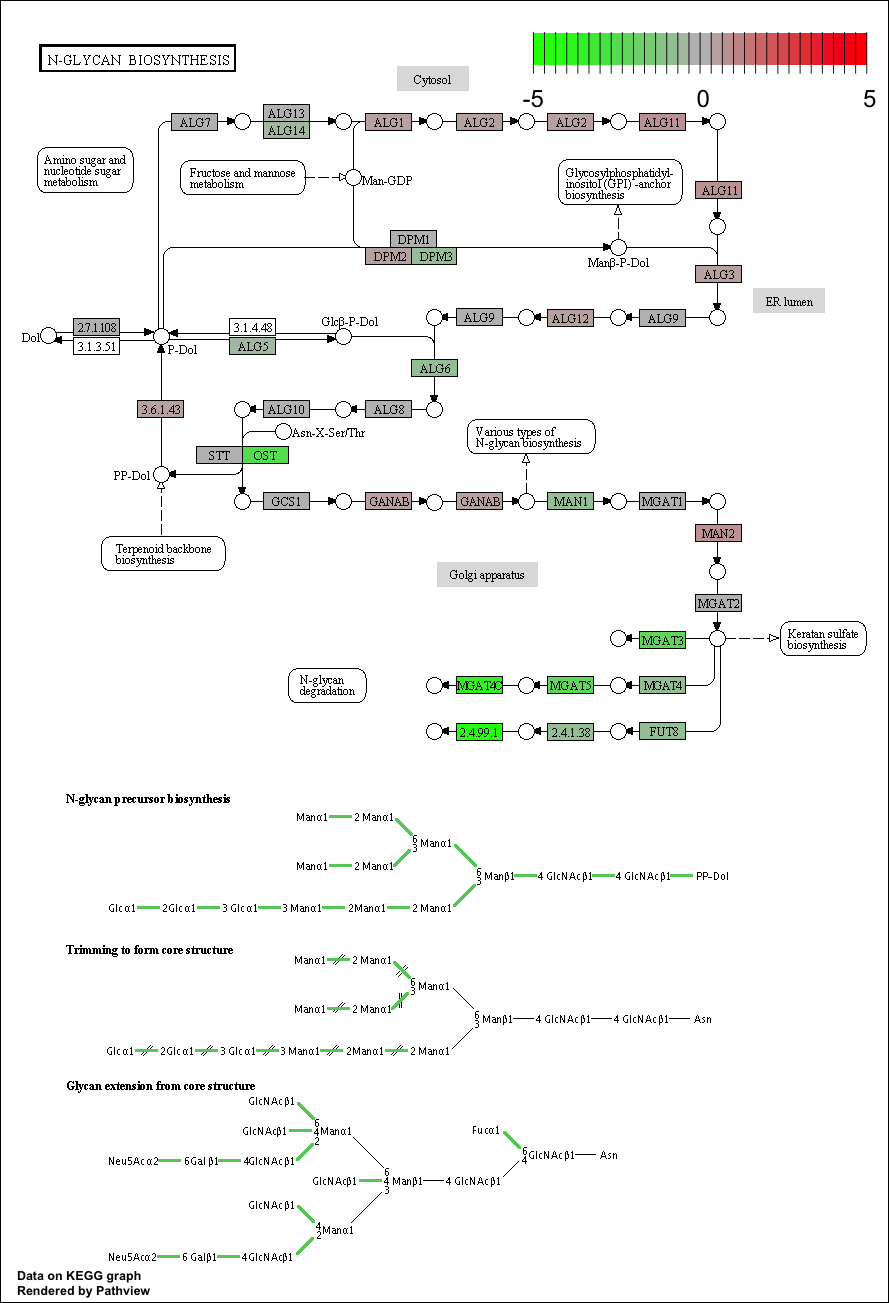 N-GLYCAN BIOSYNTHESIS
-5 0 5
Cytosol
ALG7
ALG13
ALG14
ALG1
ALG2
ALG2
ALG11
Amino sugar and
nucleotide sugar
metabolism
Fructose and mannose
metabolism
Man-GDP
Glycosylphosphatidyl-
inositol (GPI) -anchor
biosynthesis
ALG11
DPM1
DPM2
DPM3
Manβ-P-Dol
ALG3
ER lumen
Dol
2.7.1.108
3.1.3.51
P-Dol
3.1.4.48
ALG5
Glcβ-P-Dol
ALG9
ALG12
ALG9
ALG6
3.6.1.43
ALG10
ALG8
Asn-X-Ser/Thr
STT
OST
PP-Dol
Various types of
N-glycan biosynthesis
GCS1
GANAB
GANAB
MAN1
MGAT1
MAN2
Terpenoid backbone
biosynthesis
Golgi apparatus
MGAT2
MGAT3
Keratan sulfate
biosynthesis
N-glycan
degradation
MGAT4C
MGAT5
MGAT4
2.4.99.1
2.4.1.38
FUT8
N-glycan precursor biosynthesis
Manα1 2 Manα1
6
3 Manα1
Manα1 2 Manα1
6
3 Manβ1 4 GlcNAcβ1 4 GlcNAcβ1 PP-Dol
Glcα1 2Glcα1 3 Glcα1 3 Manα1 2Manα1 2 Manα1
Trimming to form core structure
Manα1 2 Manα1
6
3 Manα1
Manα1 2 Manα1
6
3 Manβ1 4 GlcNAcβ1 4 GlcNAcβ1 Asn
Glcα1 2Glcα1 3 Glcα1 3 Manα1 2Manα1 2 Manα1
Glycan extension from core structure
GlcNAcβ1
6
GlcNAcβ1 4Manα1
2
Neu5Acα2 6Galβ1 4GlcNAcβ1
Fucα1
6
4 GlcNAcβ1 Asn
6
GlcNAcβ1 4 Manβ1 4 GlcNAcβ1
3
GlcNAcβ1
4
2 Manα1
Neu5Acα2 6 Galβ1 4GlcNAcβ1
Data on KEGG graph
Rendered by Pathview